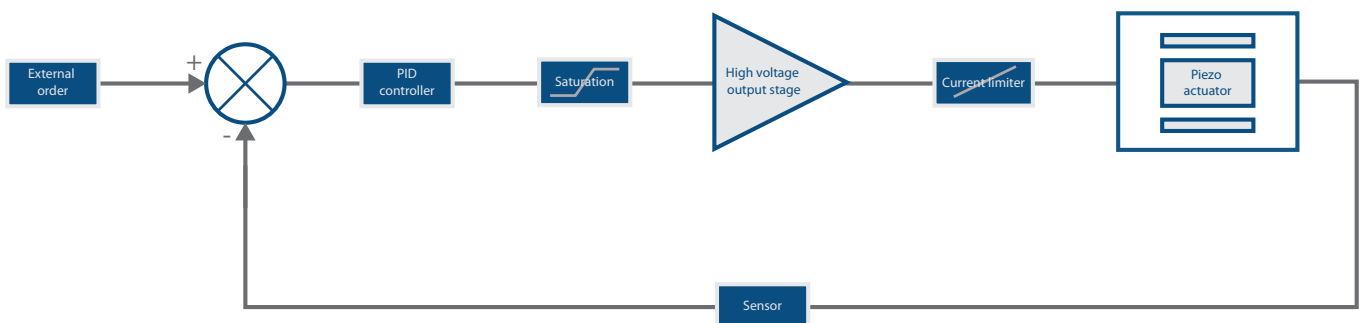 External
order
+
-
PID
controller
Saturation
High voltage
output stage
Current limiter
Piezo
actuator
Sensor